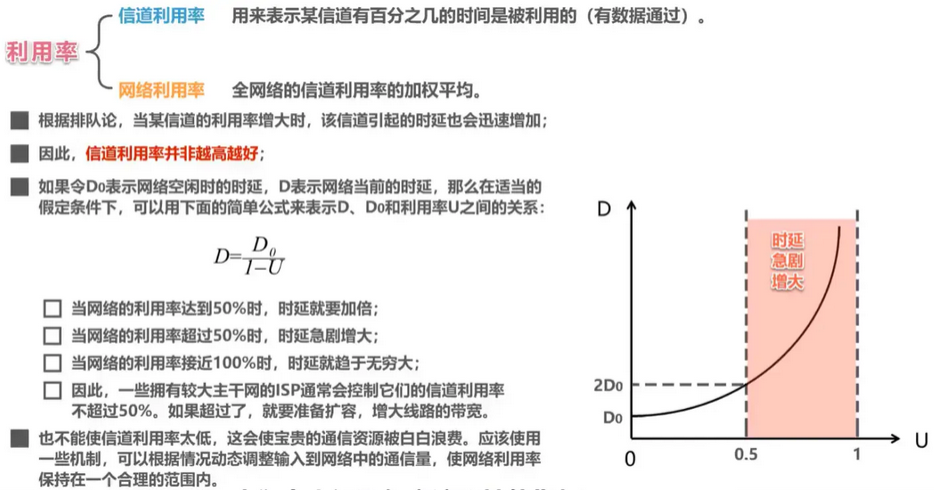 利用率
信道利用率 用来表示某信道有百分之几的时间是被利用的（有数据通过）。
网络利用率 全网络的信道利用率的加权平均。
根据排队论，当某信道的利用率增大时，该信道引起的时延也会迅速增加；
因此，信道利用率并非越高越好；
如果令D₀表示网络空闲时的时延，D表示网络当前的时延，那么在适当的
假定条件下，可以用下面的简单公式来表示D、D₀和利用率U之间的关系：
D=D₀/(1-U)
当网络的利用率达到50%时，时延就要加倍；
当网络的利用率超过50%时，时延急剧增大；
当网络的利用率接近100%时，时延就趋于无穷大；
因此，一些拥有较大主干网的ISP通常会控制它们的信道利用率
不超过50%。如果超过了，就要准备扩容，增大线路的带宽。
也不能使信道利用率太低，这会使宝贵的通信资源被白白浪费。应该使用
一些机制，可以根据情况动态调整输入到网络中的通信量，使网络利用率
保持在一个合理的范围内。
D
时延
急剧
增大
2D₀
D₀
0
0.5
1
U